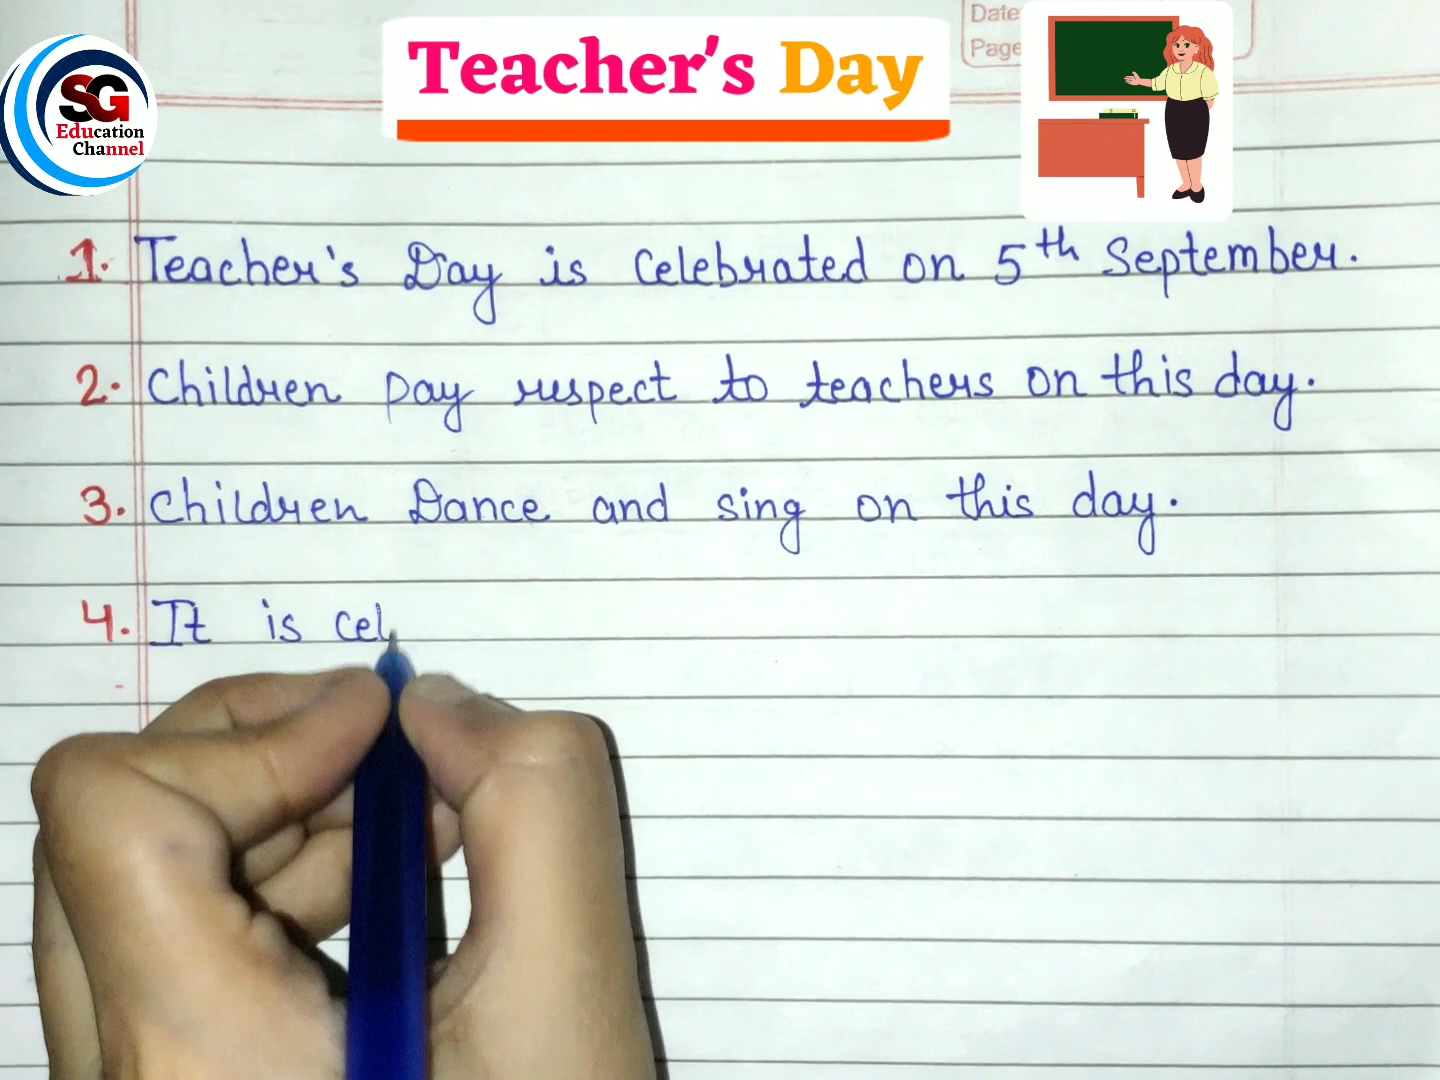 Date
Page
Teacher's Day
SG
Education
Channel
1. Teacher's Day is celebrated on 5th September.
2. Children pay respect to teachers on this day.
3. Children Dance and sing on this day.
4. It is cel